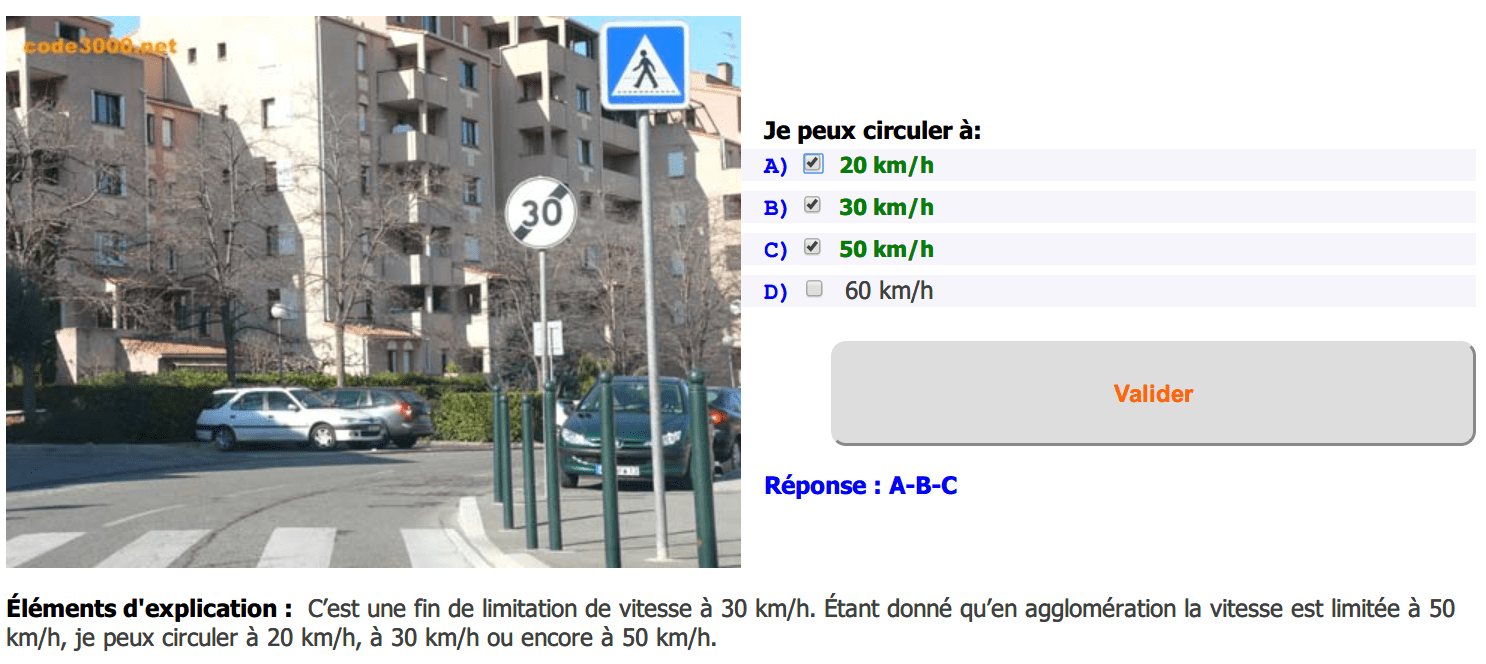 code3000.net
30
Je peux circuler à:
A) 20 km/h
B) 30 km/h
C) 50 km/h
D) 60 km/h
Valider
Réponse : A-B-C
Éléments d'explication : C’est une fin de limitation de vitesse à 30 km/h. Étant donné qu’en agglomération la vitesse est limitée à 50
km/h, je peux circuler à 20 km/h, à 30 km/h ou encore à 50 km/h.